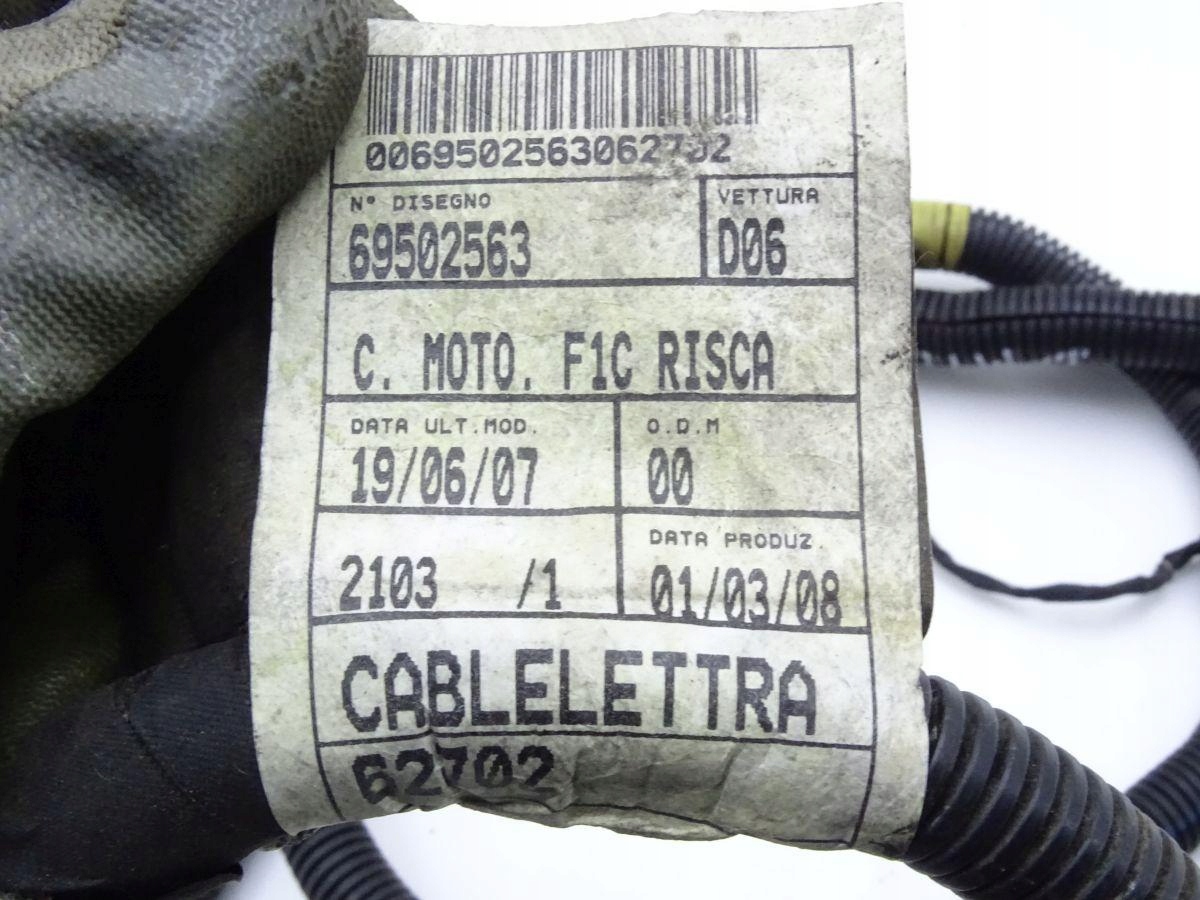 0069502563062702
N° DISEGNO
69502563
VETTURA
D06
C. MOTO. F1C RISCA
DATA ULT.MOD.
19/06/07
O.D.M
00
2103 /1
DATA PRODUZ.
01/03/08
CABLELETTRA
62702